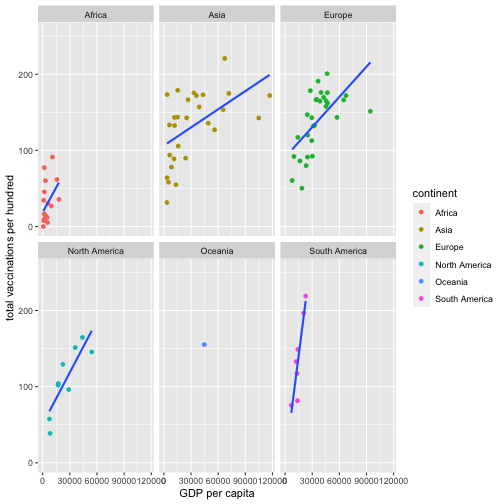 Africa Asia Europe
200
100
0
North America Oceania South America
200
100
0
0 30000 60000 90000 120000 0 30000 60000 90000 120000 0 30000 60000 90000 120000
GDP per capita
total vaccinations per hundred
continent
Africa
Asia
Europe
North America
Oceania
South America